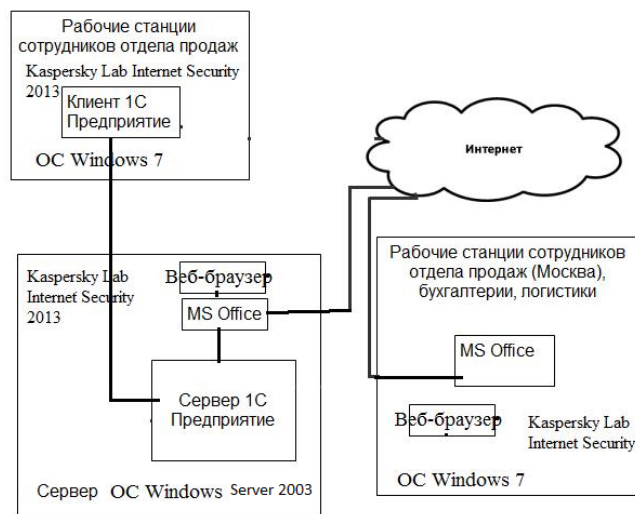 Рабочие станции
сотрудников отдела продаж
Kaspersky Lab Internet Security
2013
Клиент 1С
Предприятие
ОС Windows 7
Интернет
Kaspersky Lab
Internet Security
2013
Веб-браузер
MS Office
Сервер 1С
Предприятие
Сервер ОС Windows Server 2003
Рабочие станции сотрудников
отдела продаж (Москва),
бухгалтерии, логистики
MS Office
Веб-браузер
Kaspersky Lab
Internet Security
ОС Windows 7